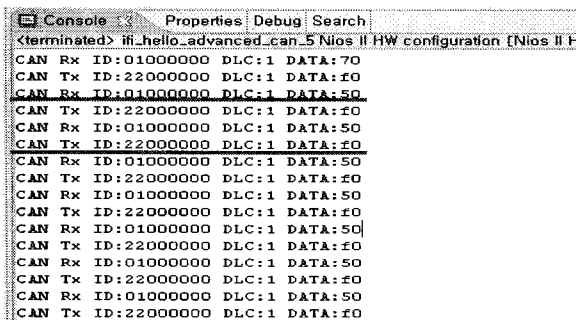 Console Properties Debug Search
<terminated> ifi_hello_advanced_can_5 Nios II HW configuration [Nios II H
CAN Rx ID:01000000 DLC:1 DATA:70
CAN Tx ID:22000000 DLC:1 DATA:f0
CAN Rx ID:01000000 DLC:1 DATA:50
CAN Tx ID:22000000 DLC:1 DATA:f0
CAN Rx ID:01000000 DLC:1 DATA:50
CAN Tx ID:22000000 DLC:1 DATA:f0
CAN Rx ID:01000000 DLC:1 DATA:50
CAN Tx ID:22000000 DLC:1 DATA:f0
CAN Rx ID:01000000 DLC:1 DATA:50
CAN Tx ID:22000000 DLC:1 DATA:f0
CAN Rx ID:01000000 DLC:1 DATA:50
CAN Tx ID:22000000 DLC:1 DATA:f0
CAN Rx ID:01000000 DLC:1 DATA:50
CAN Tx ID:22000000 DLC:1 DATA:f0
CAN Rx ID:01000000 DLC:1 DATA:50
CAN Tx ID:22000000 DLC:1 DATA:f0